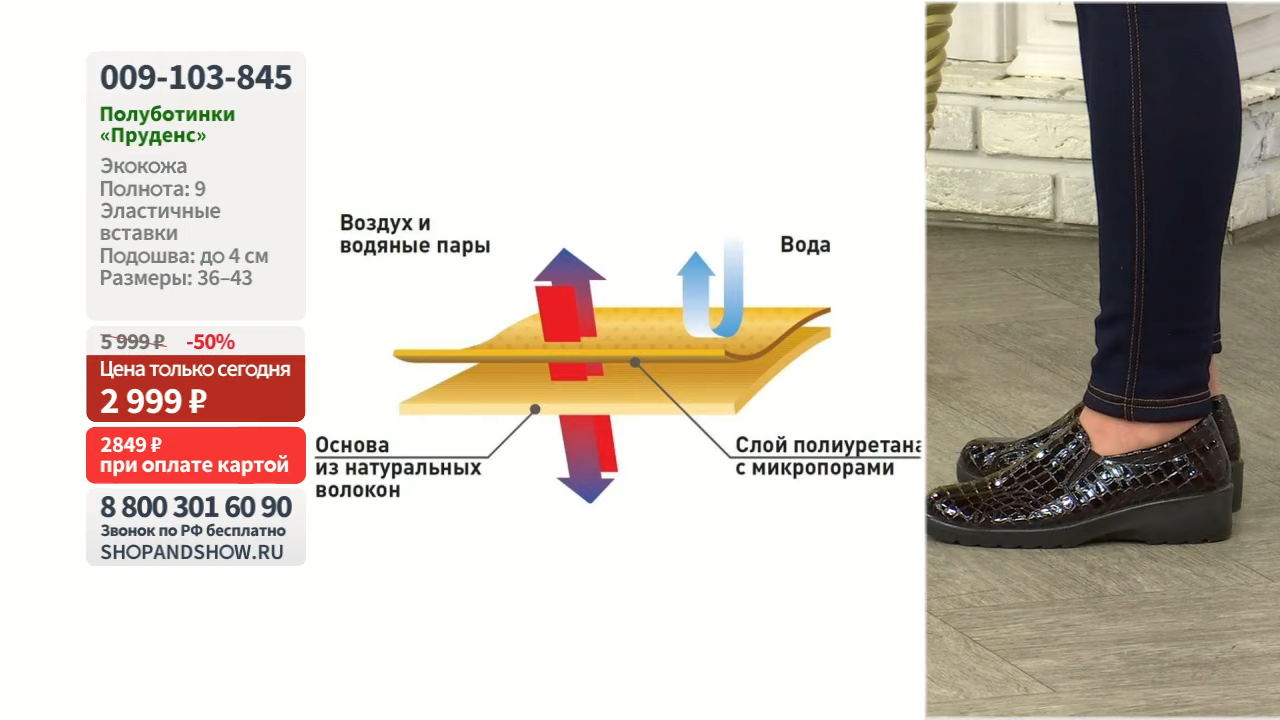 009-103-845
Полуботинки
«Пруденс»
Экокожа
Полнота: 9
Эластичные
вставки
Подошва: до 4 см
Размеры: 36–43
5 999 ₽ -50%
Цена только сегодня
2 999 ₽
2849 ₽
при оплате картой
8 800 301 60 90
Звонок по РФ бесплатно
SHOPANDSHOW.RU
Воздух и
водяные пары
Вода
Основа
из натуральных
волокон
Слой полиуретана
с микропорами